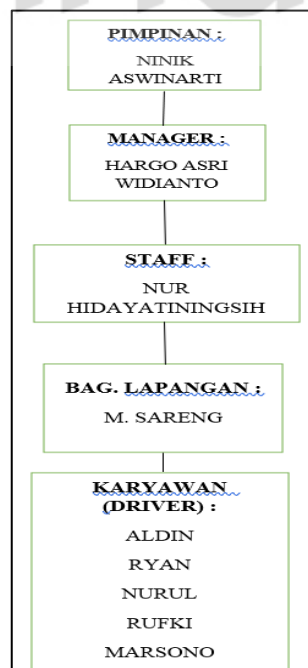 PIMPINAN :
NINIK
ASWINARTI
MANAGER :
HARGO ASRI
WIDIANTO
STAFF :
NUR
HIDAYATININGSIH
BAG. LAPANGAN :
M. SARENG
KARYAWAN
(DRIVER) :
ALDIN
RYAN
NURUL
RUFKI
MARSONO